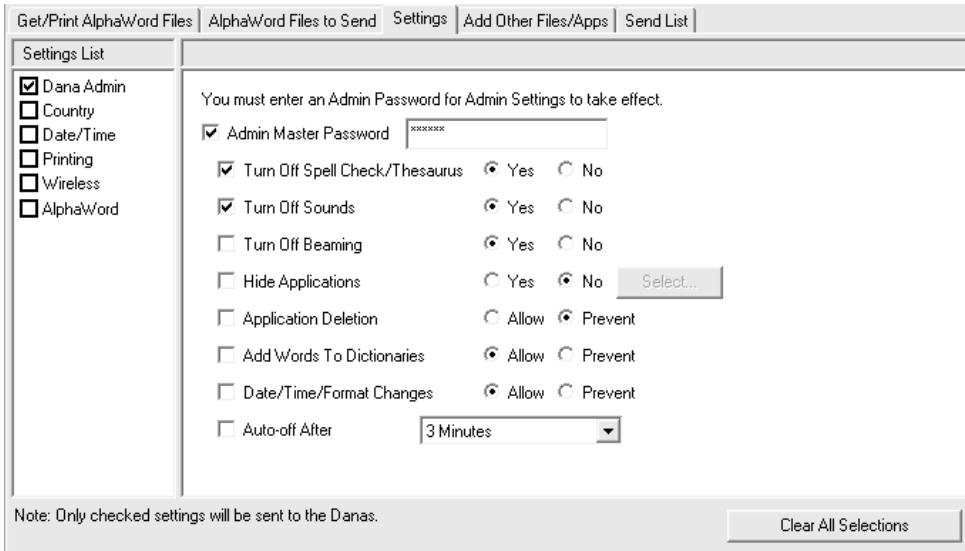 Get/Print AlphaWord Files AlphaWord Files to Send Settings Add Other Files/Apps Send List
Settings List
Dana Admin
Country
Date/Time
Printing
Wireless
AlphaWord
You must enter an Admin Password for Admin Settings to take effect.
Admin Master Password ******
Turn Off Spell Check/Thesaurus Yes No
Turn Off Sounds Yes No
Turn Off Beaming Yes No
Hide Applications Yes No Select...
Application Deletion Allow Prevent
Add Words To Dictionaries Allow Prevent
Date/Time/Format Changes Allow Prevent
Auto-off After 3 Minutes
Note: Only checked settings will be sent to the Danas.
Clear All Selections